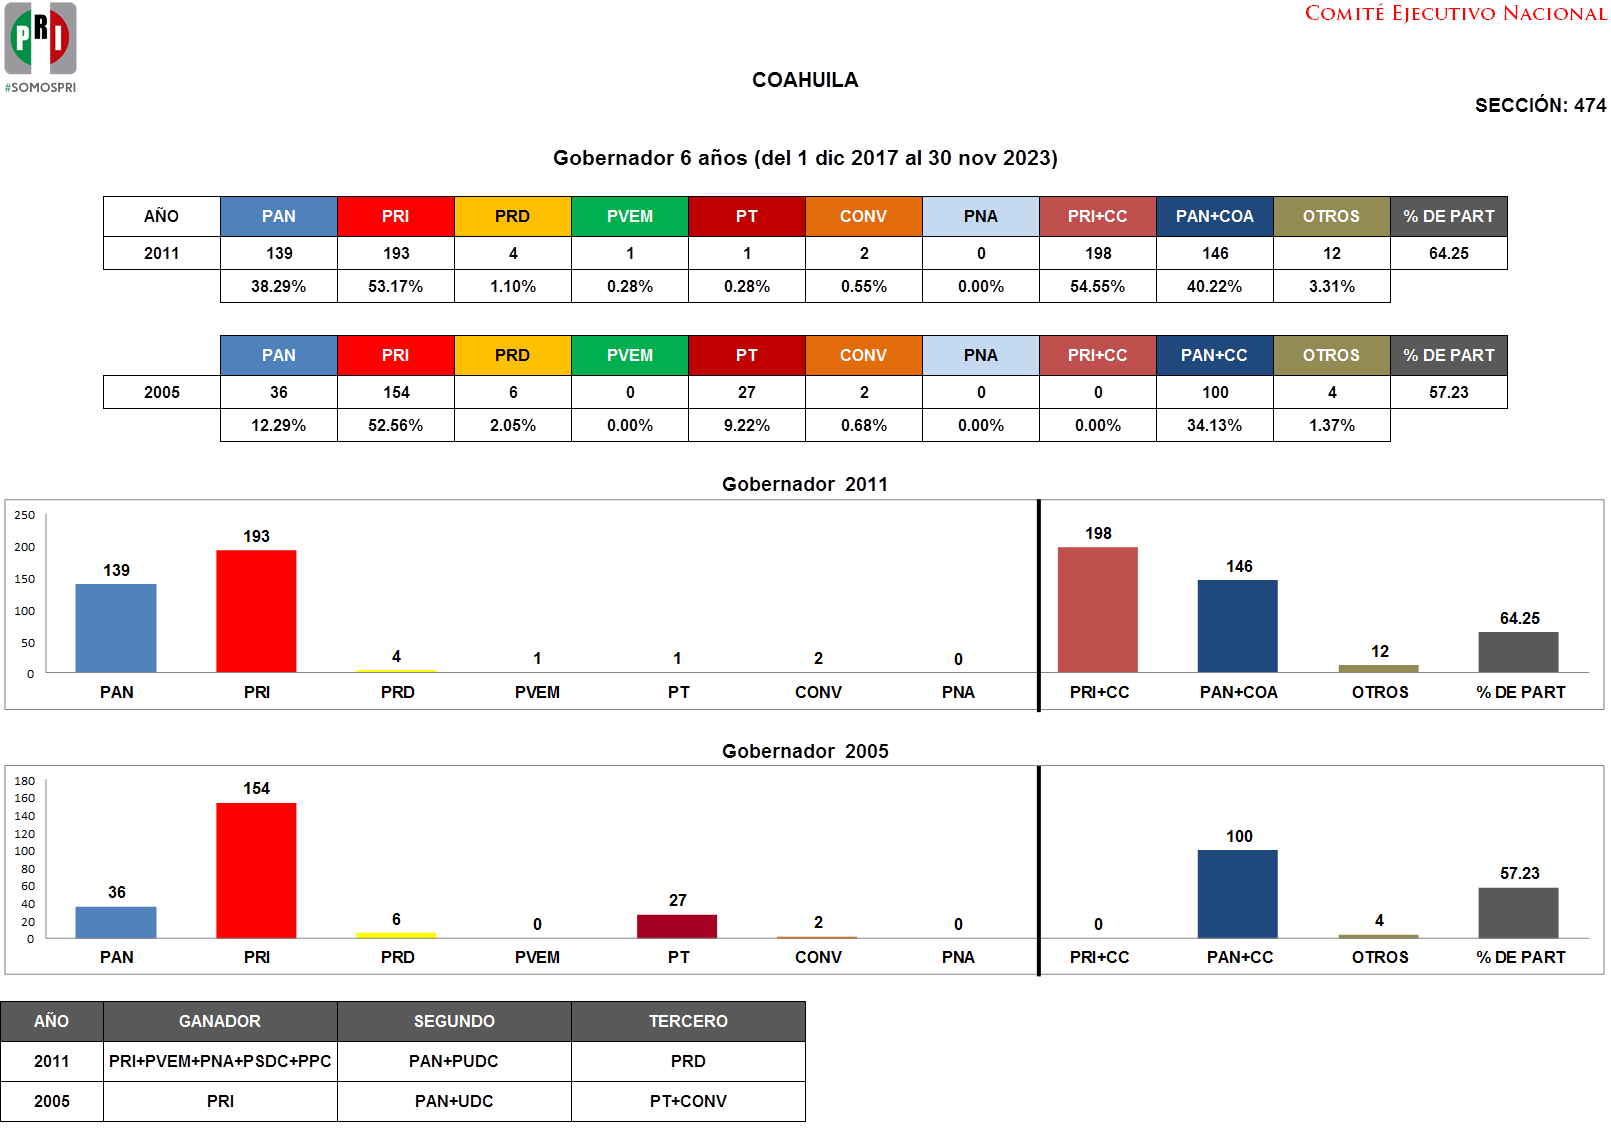 COMITÉ EJECUTIVO NACIONAL
PRI
#SOMOSPRI
COAHUILA
SECCIÓN: 474
Gobernador 6 años (del 1 dic 2017 al 30 nov 2023)
AÑO PAN PRI PRD PVEM PT CONV PNA PRI+CC PAN+COA OTROS % DE PART
2011 139 193 4 1 1 2 0 198 146 12 64.25
38.29% 53.17% 1.10% 0.28% 0.28% 0.55% 0.00% 54.55% 40.22% 3.31%
PAN PRI PRD PVEM PT CONV PNA PRI+CC PAN+CC OTROS % DE PART
2005 36 154 6 0 27 2 0 0 100 4 57.23
12.29% 52.56% 2.05% 0.00% 9.22% 0.68% 0.00% 0.00% 34.13% 1.37%
Gobernador 2011
250
200
150
100
50
0
139 193 4 1 1 2 0 198 146 12 64.25
PAN PRI PRD PVEM PT CONV PNA PRI+CC PAN+COA OTROS % DE PART
Gobernador 2005
180
160
140
120
100
80
60
40
20
0
36 154 6 0 27 2 0 0 100 4 57.23
PAN PRI PRD PVEM PT CONV PNA PRI+CC PAN+CC OTROS % DE PART
AÑO GANADOR SEGUNDO TERCERO
2011 PRI+PVEM+PNA+PSDC+PPC PAN+PUDC PRD
2005 PRI PAN+UDC PT+CONV